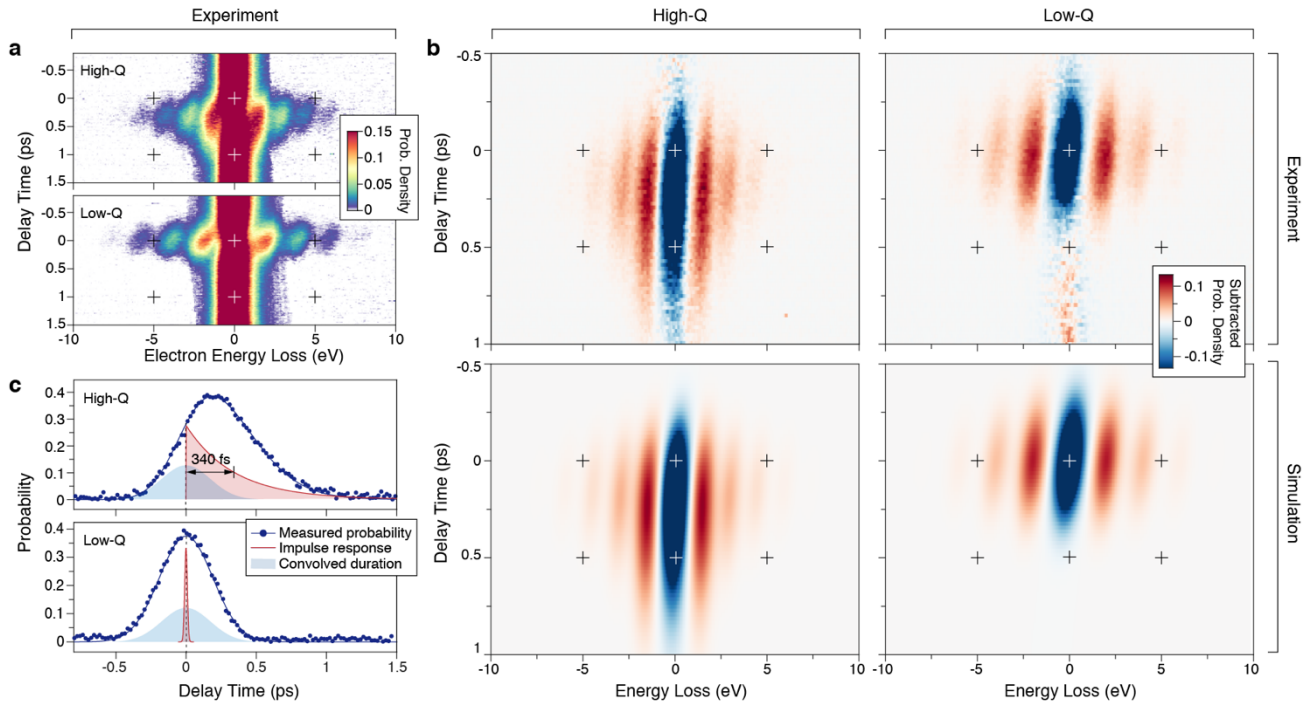 Experiment
High-Q
Low-Q
a
High-Q
-0.5
0
0.5
1
1.5
Low-Q
-0.5
0
0.5
1
1.5
Delay Time (ps)
0.15
0.1
0.05
0
Prob. Density
-10
-5
0
5
10
Electron Energy Loss (eV)
b
-0.5
0
0.5
1
Delay Time (ps)
Experiment
0.1
0
-0.1
Subtracted
Prob. Density
-0.5
0
0.5
1
Delay Time (ps)
Simulation
-10
-5
0
5
10
Energy Loss (eV)
-10
-5
0
5
10
Energy Loss (eV)
c
High-Q
0.4
0.3
0.2
0.1
0
340 fs
Low-Q
0.4
0.3
0.2
0.1
0
Probability
Measured probability
Impulse response
Convolved duration
-0.5
0
0.5
1
1.5
Delay Time (ps)